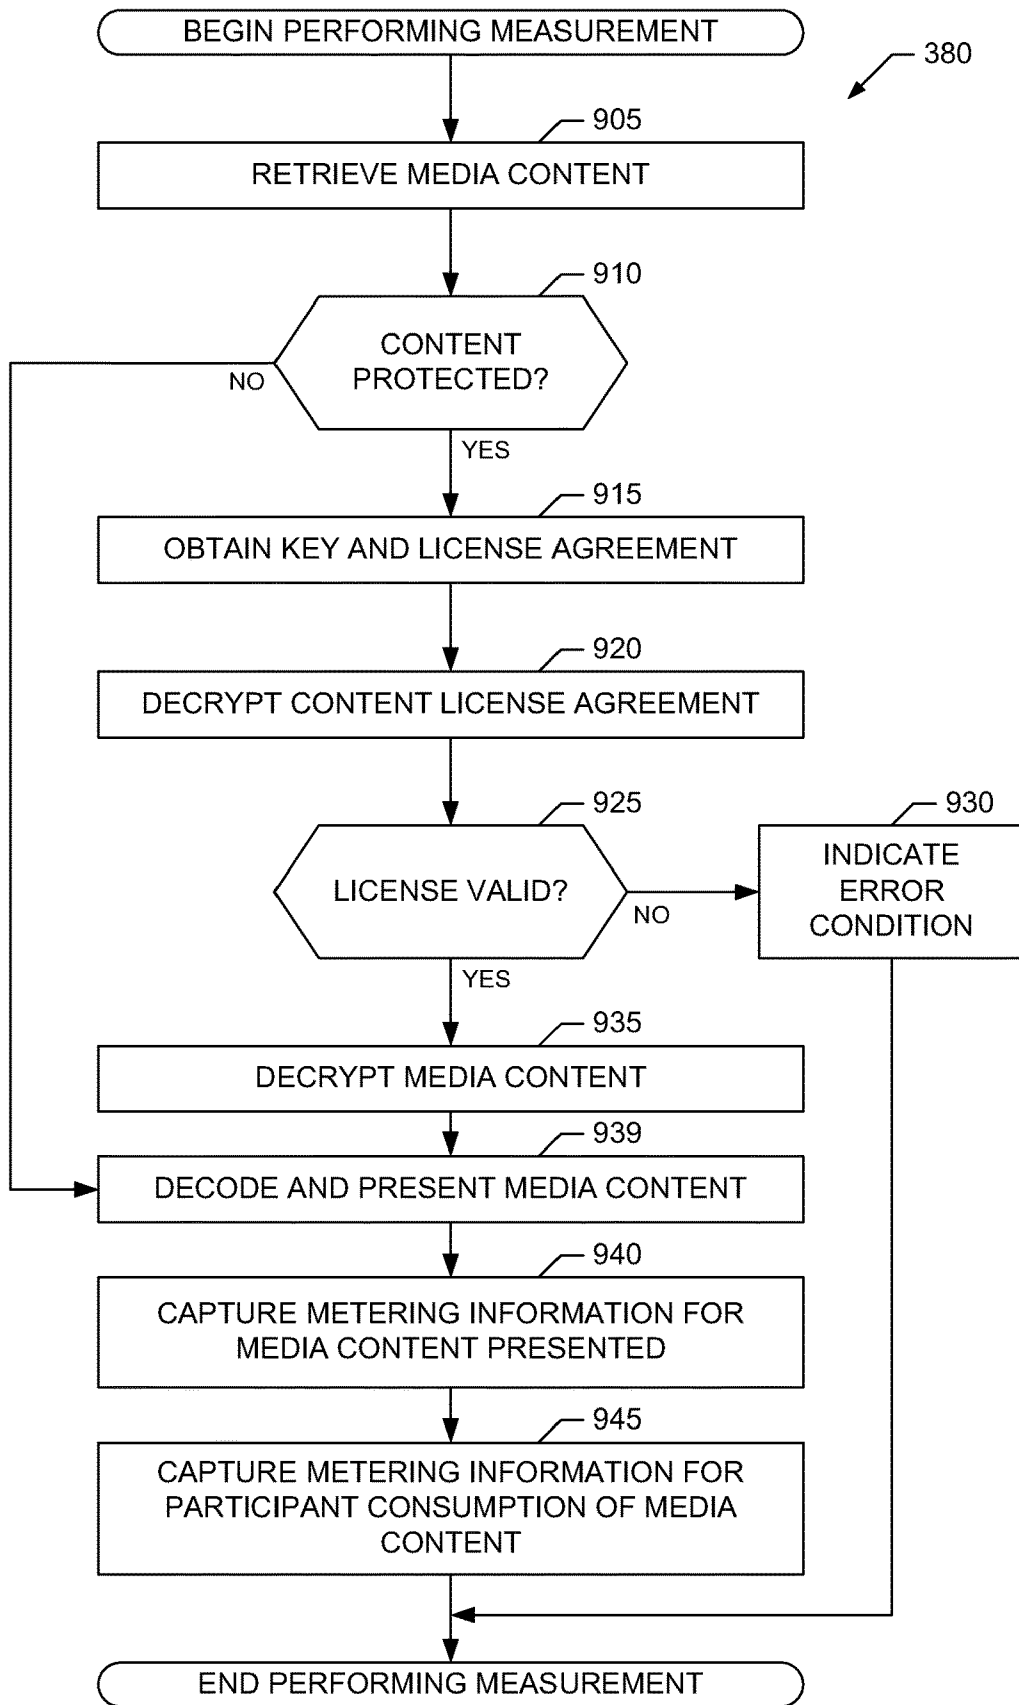 BEGIN PERFORMING MEASUREMENT
380
905
RETRIEVE MEDIA CONTENT
910
CONTENT
PROTECTED?
NO
YES
915
OBTAIN KEY AND LICENSE AGREEMENT
920
DECRYPT CONTENT LICENSE AGREEMENT
925
930
LICENSE VALID?
NO
INDICATE
ERROR
CONDITION
YES
935
DECRYPT MEDIA CONTENT
939
DECODE AND PRESENT MEDIA CONTENT
940
CAPTURE METERING INFORMATION FOR
MEDIA CONTENT PRESENTED
945
CAPTURE METERING INFORMATION FOR
PARTICIPANT CONSUMPTION OF MEDIA
CONTENT
END PERFORMING MEASUREMENT